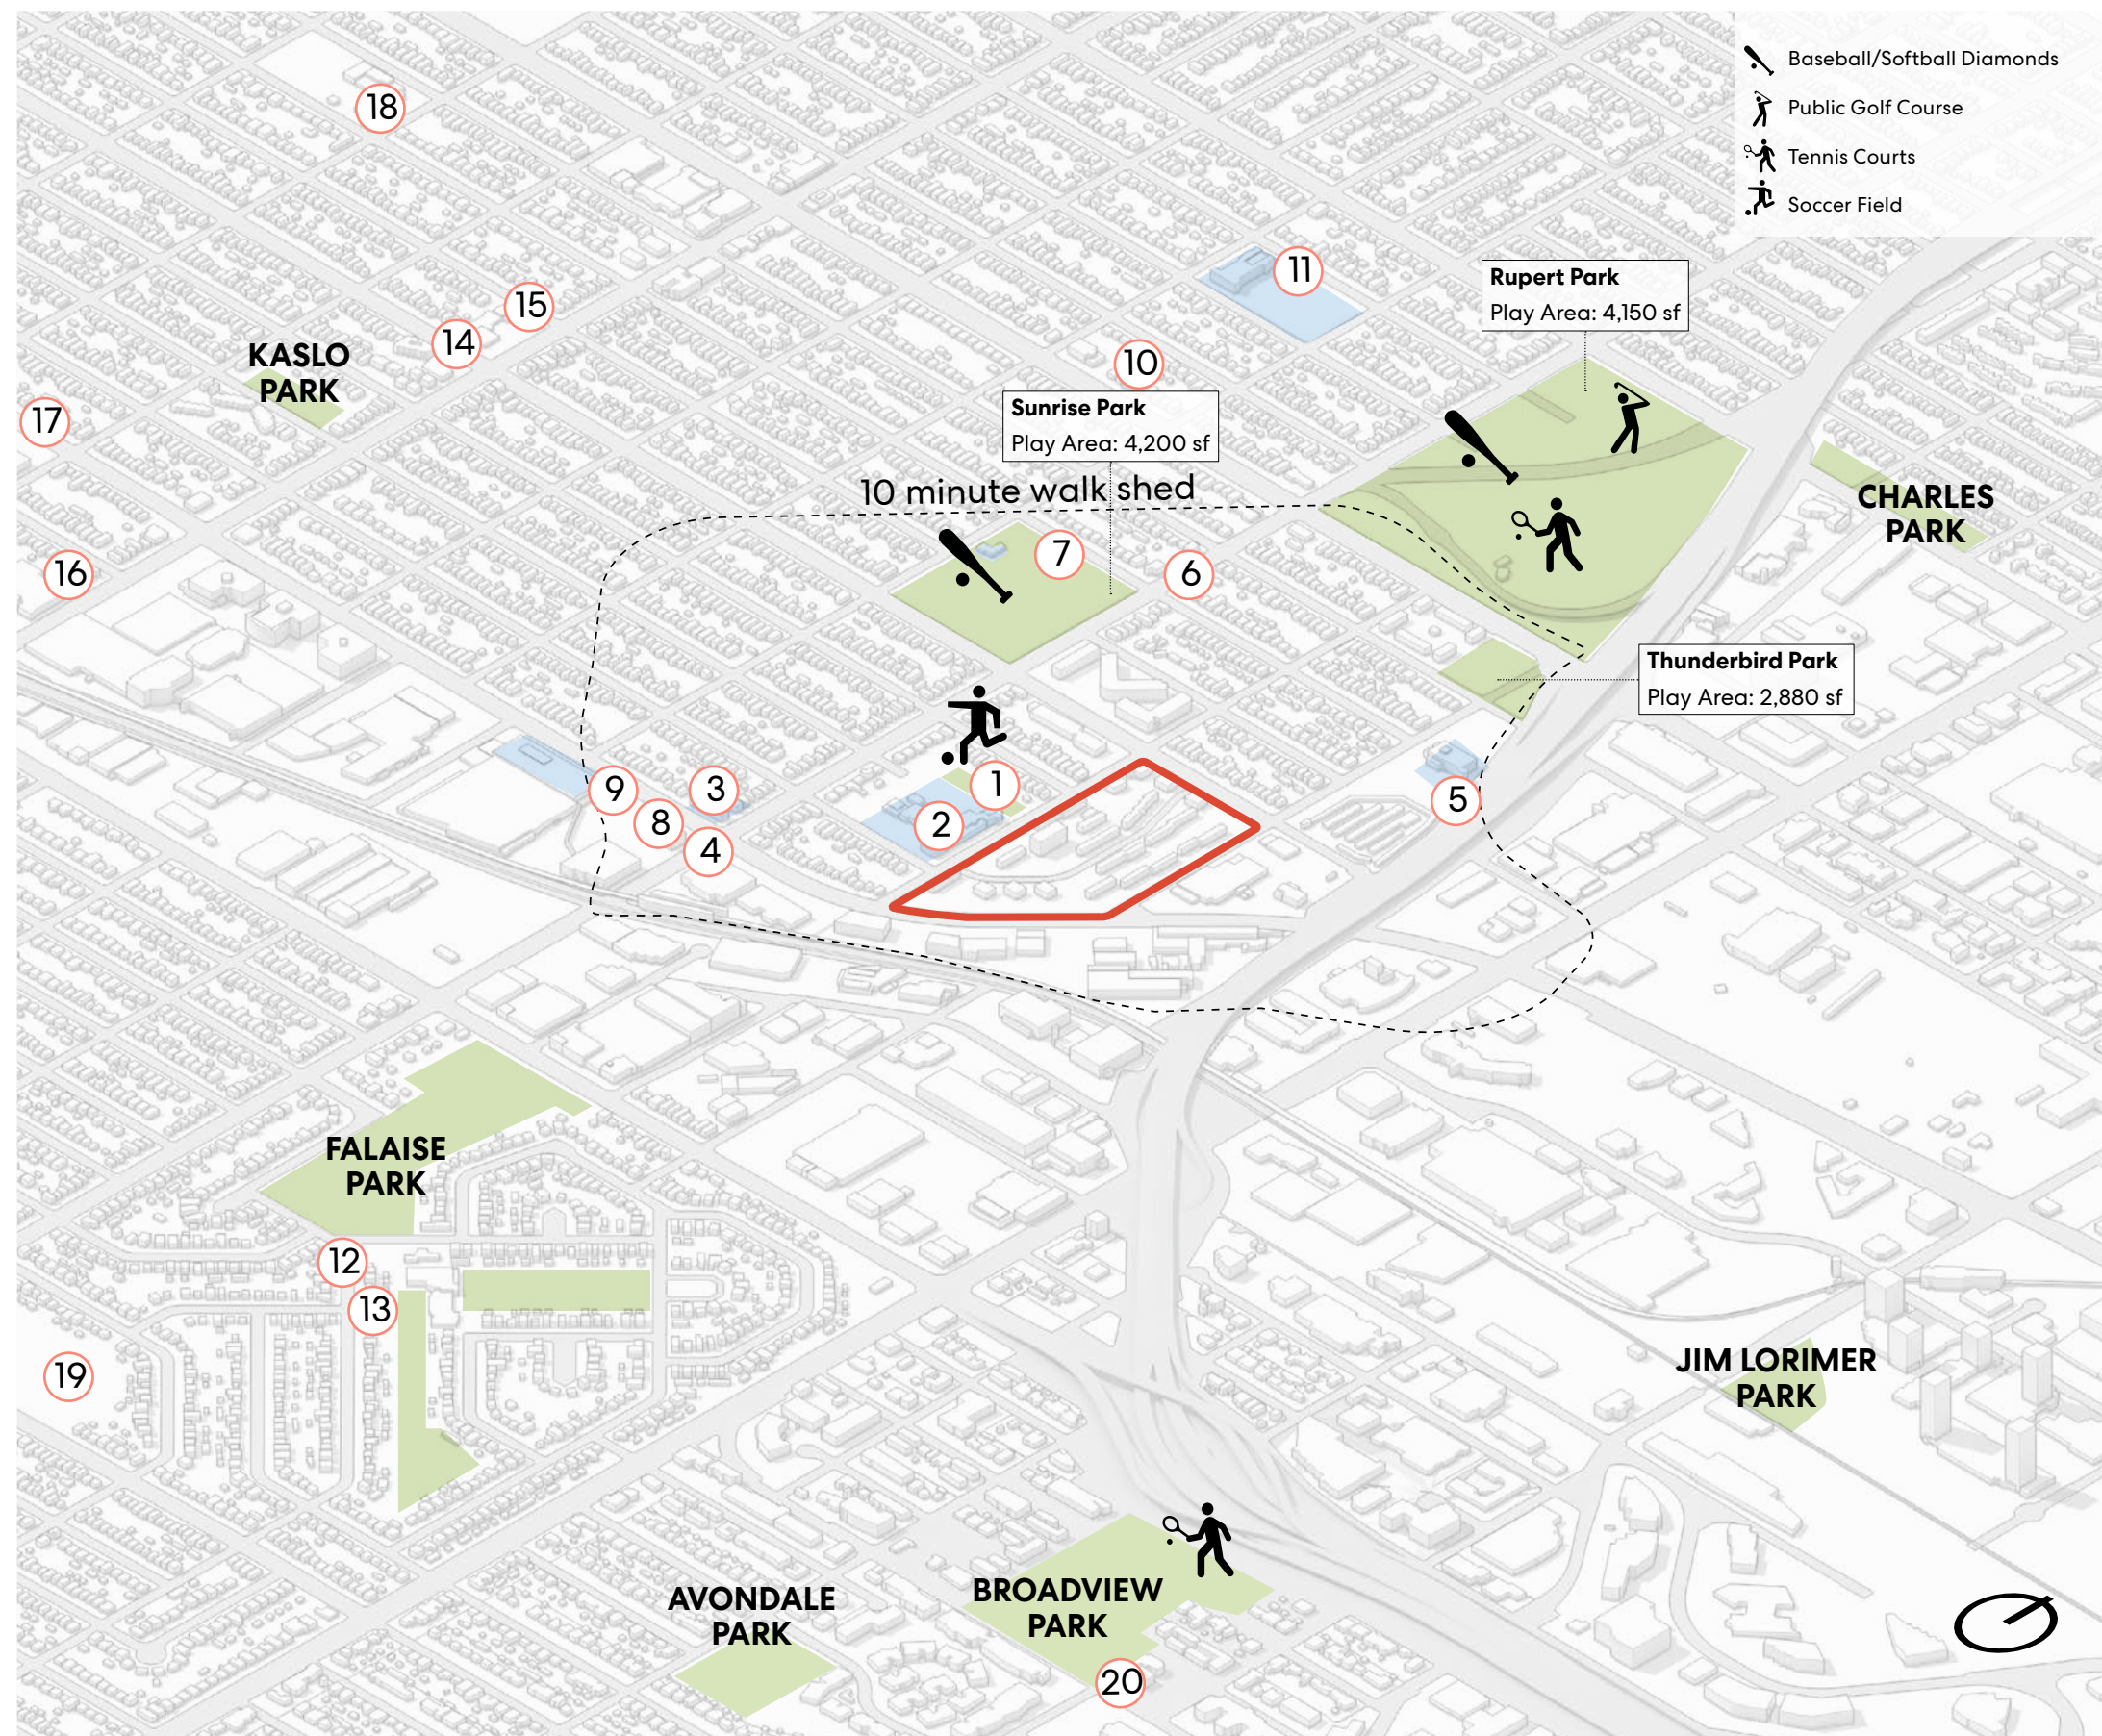 Baseball/Softball Diamonds
Public Golf Course
Tennis Courts
Soccer Field
18
11
Rupert Park
Play Area: 4,150 sf
15
14
KASLO
PARK
10
17
Sunrise Park
Play Area: 4,200 sf
10 minute walk shed
CHARLES
PARK
7
6
16
Thunderbird Park
Play Area: 2,880 sf
1
9
3
8
2
5
4
FALAISE
PARK
12
13
19
JIM LORIMER
PARK
AVONDALE
PARK
BROADVIEW
PARK
20